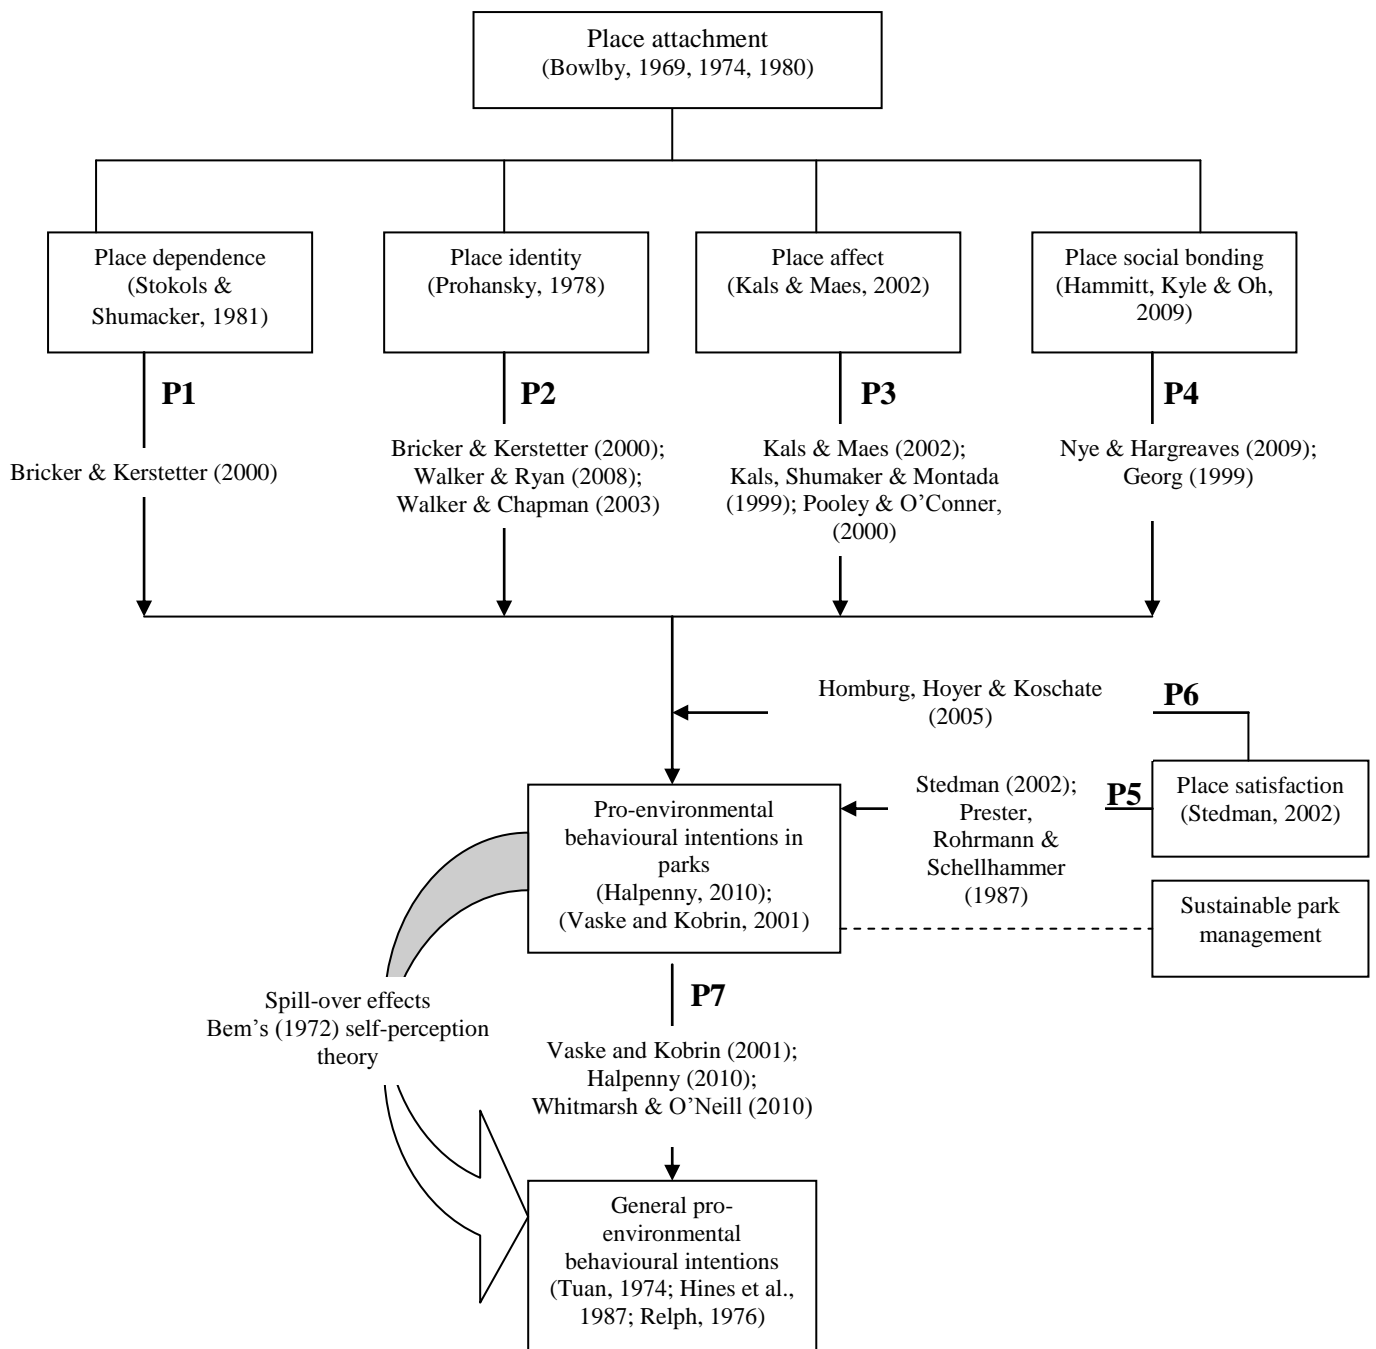 Place attachment
(Bowlby, 1969, 1974, 1980)
Place dependence
(Stokols &
Shumacker, 1981)
Place identity
(Prohansky, 1978)
Place affect
(Kals & Maes, 2002)
Place social bonding
(Hammitt, Kyle & Oh,
2009)
P1
P2
P3
P4
Bricker & Kerstetter (2000)
Bricker & Kerstetter (2000);
Walker & Ryan (2008);
Walker & Chapman (2003)
Kals & Maes (2002);
Kals, Shumaker & Montada
(1999); Pooley & O’Conner,
(2000)
Nye & Hargreaves (2009);
Georg (1999)
Homburg, Hoyer & Koschate
(2005)
P6
Stedman (2002);
Prester,
Rohrmann &
Schellhammer
(1987)
P5
Place satisfaction
(Stedman, 2002)
Pro-environmental
behavioural intentions in
parks
(Halpenny, 2010);
(Vaske and Kobrin, 2001)
Sustainable park
management
Spill-over effects
Bem’s (1972) self-perception
theory
P7
Vaske and Kobrin (2001);
Halpenny (2010);
Whitmarsh & O’Neill (2010)
General pro-
environmental
behavioural intentions
(Tuan, 1974; Hines et al.,
1987; Relph, 1976)